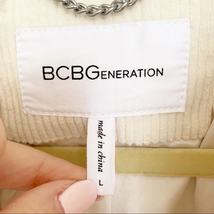 BCBGENERATION
made in
china
L